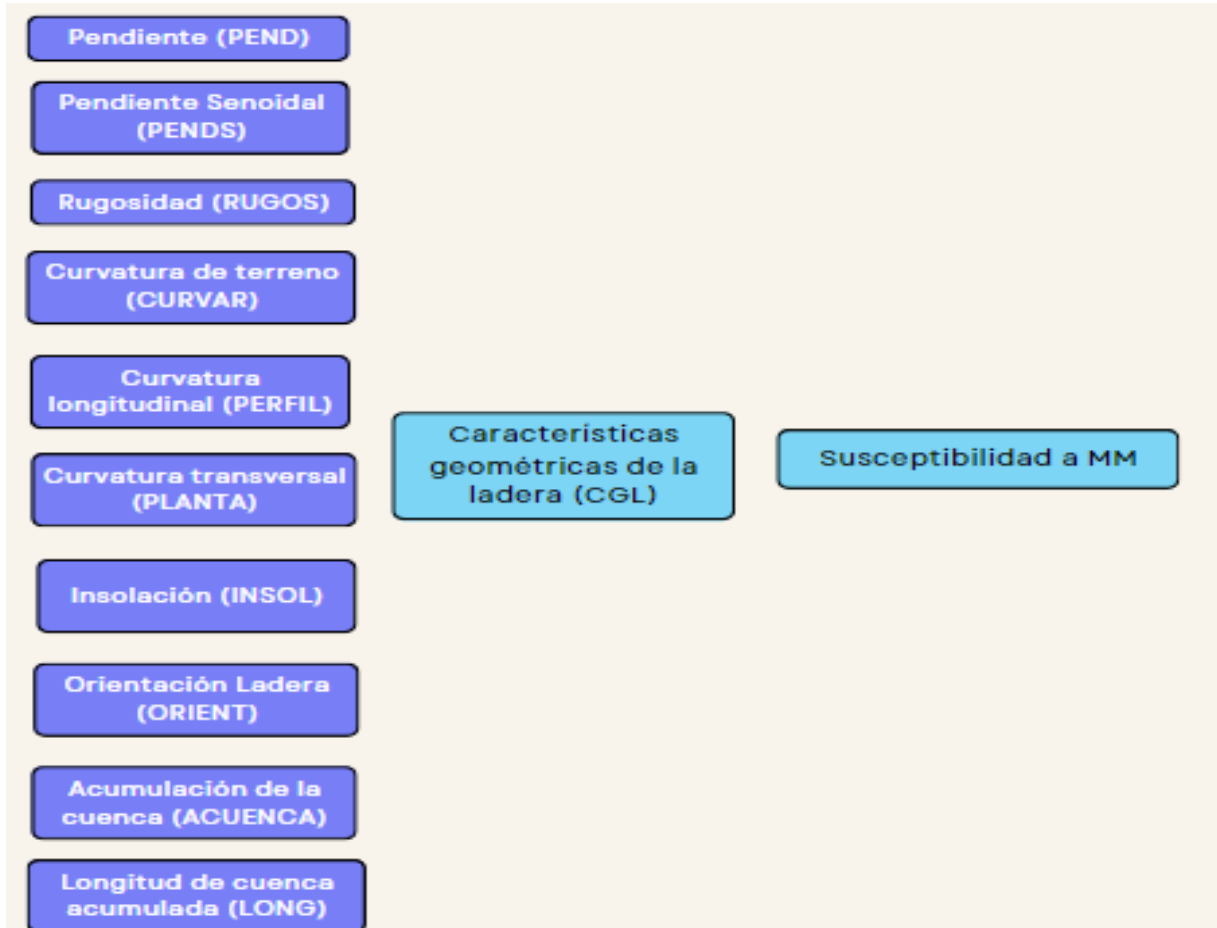 Pendiente (PEND)
Pendiente Senoidal
(PENDS)
Rugosidad (RUGOS)
Curvatura de terreno
(CURVAR)
Curvatura
longitudinal (PERFIL)
Curvatura transversal
(PLANTA)
Insolación (INSOL)
Orientación Ladera
(ORIENT)
Acumulación de la
cuenca (ACUENCA)
Longitud de cuenca
acumulada (LONG)
Características
geométricas de la
ladera (CGL)
Susceptibilidad a MM